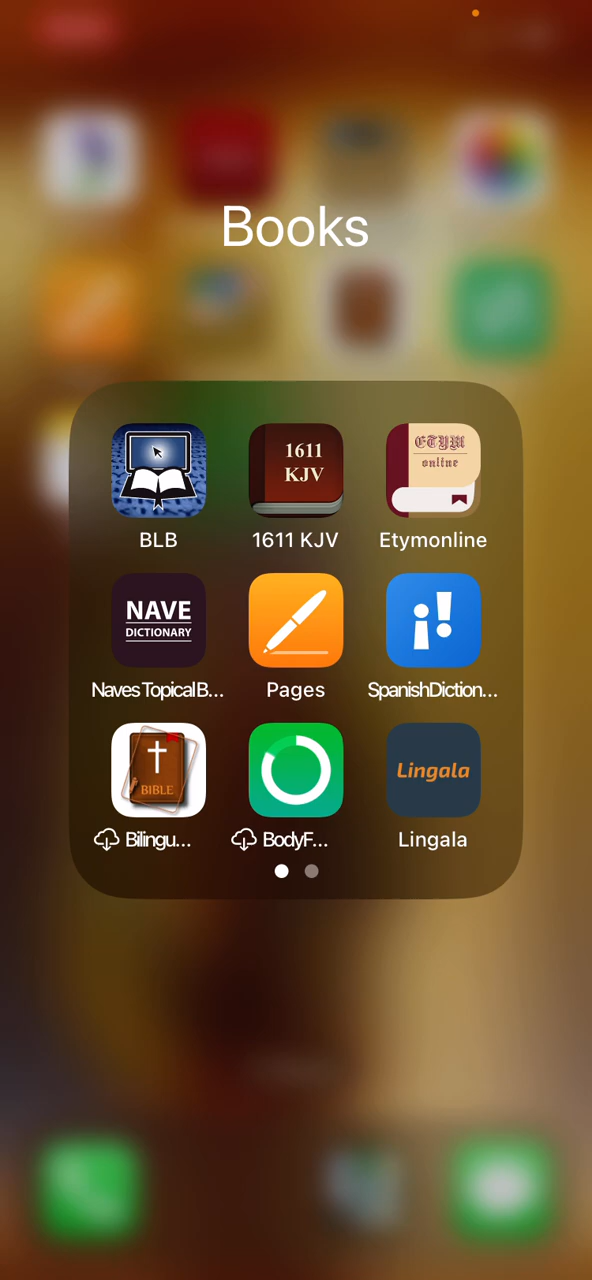 Books
1611
KJV
ETYM
online
BLB
1611 KJV
Etymonline
NAVE
DICTIONARY
Naves Topical B...
Pages
SpanishDiction...
BIBLE
Lingala
Bilingu...
BodyF...
Lingala